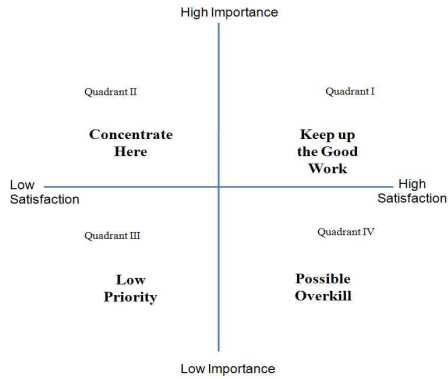 High Importance
Quadrant II
Quadrant I
Concentrate
Here
Keep up
the Good
Work
Low
Satisfaction
High
Satisfaction
Quadrant III
Quadrant IV
Low
Priority
Possible
Overkill
Low Importance